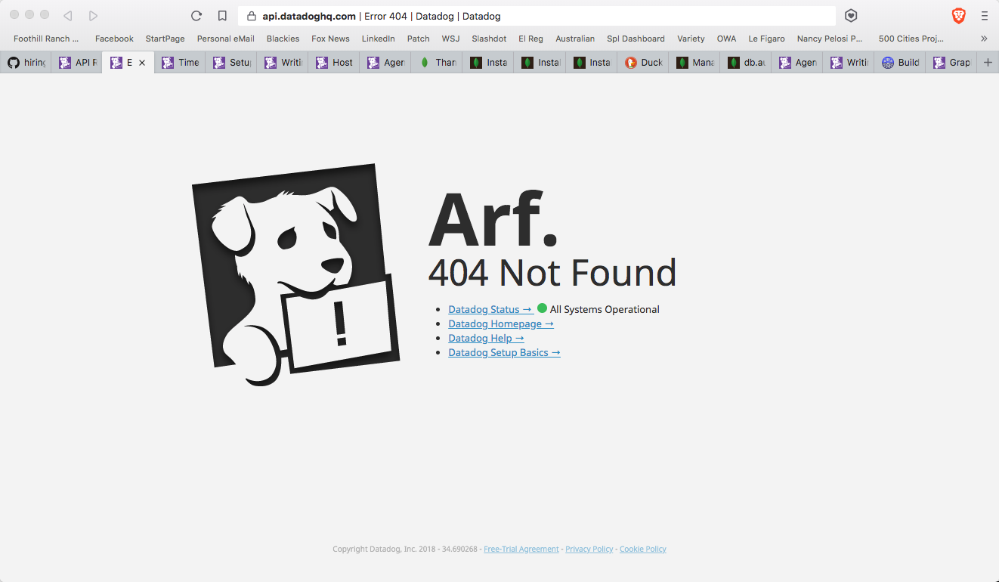 api.datadoghq.com | Error 404 | Datadog | Datadog
Foothill Ranch ... Facebook StartPage Personal eMail Blackies Fox News LinkedIn Patch WSJ Slashdot El Reg Australian Spl Dashboard Variety OWA Le Figaro Nancy Pelosi P... 500 Cities Proj... »
hiring API R E × Time Setu Writi Host Agen Than Insta Instal Insta Duck Mana db.au Agen Writi Build Grap +
Arf.
404 Not Found
!
• Datadog Status → All Systems Operational
• Datadog Homepage →
• Datadog Help →
• Datadog Setup Basics →
Copyright Datadog, Inc. 2018 - 34.690268 - Free-Trial Agreement - Privacy Policy - Cookie Policy